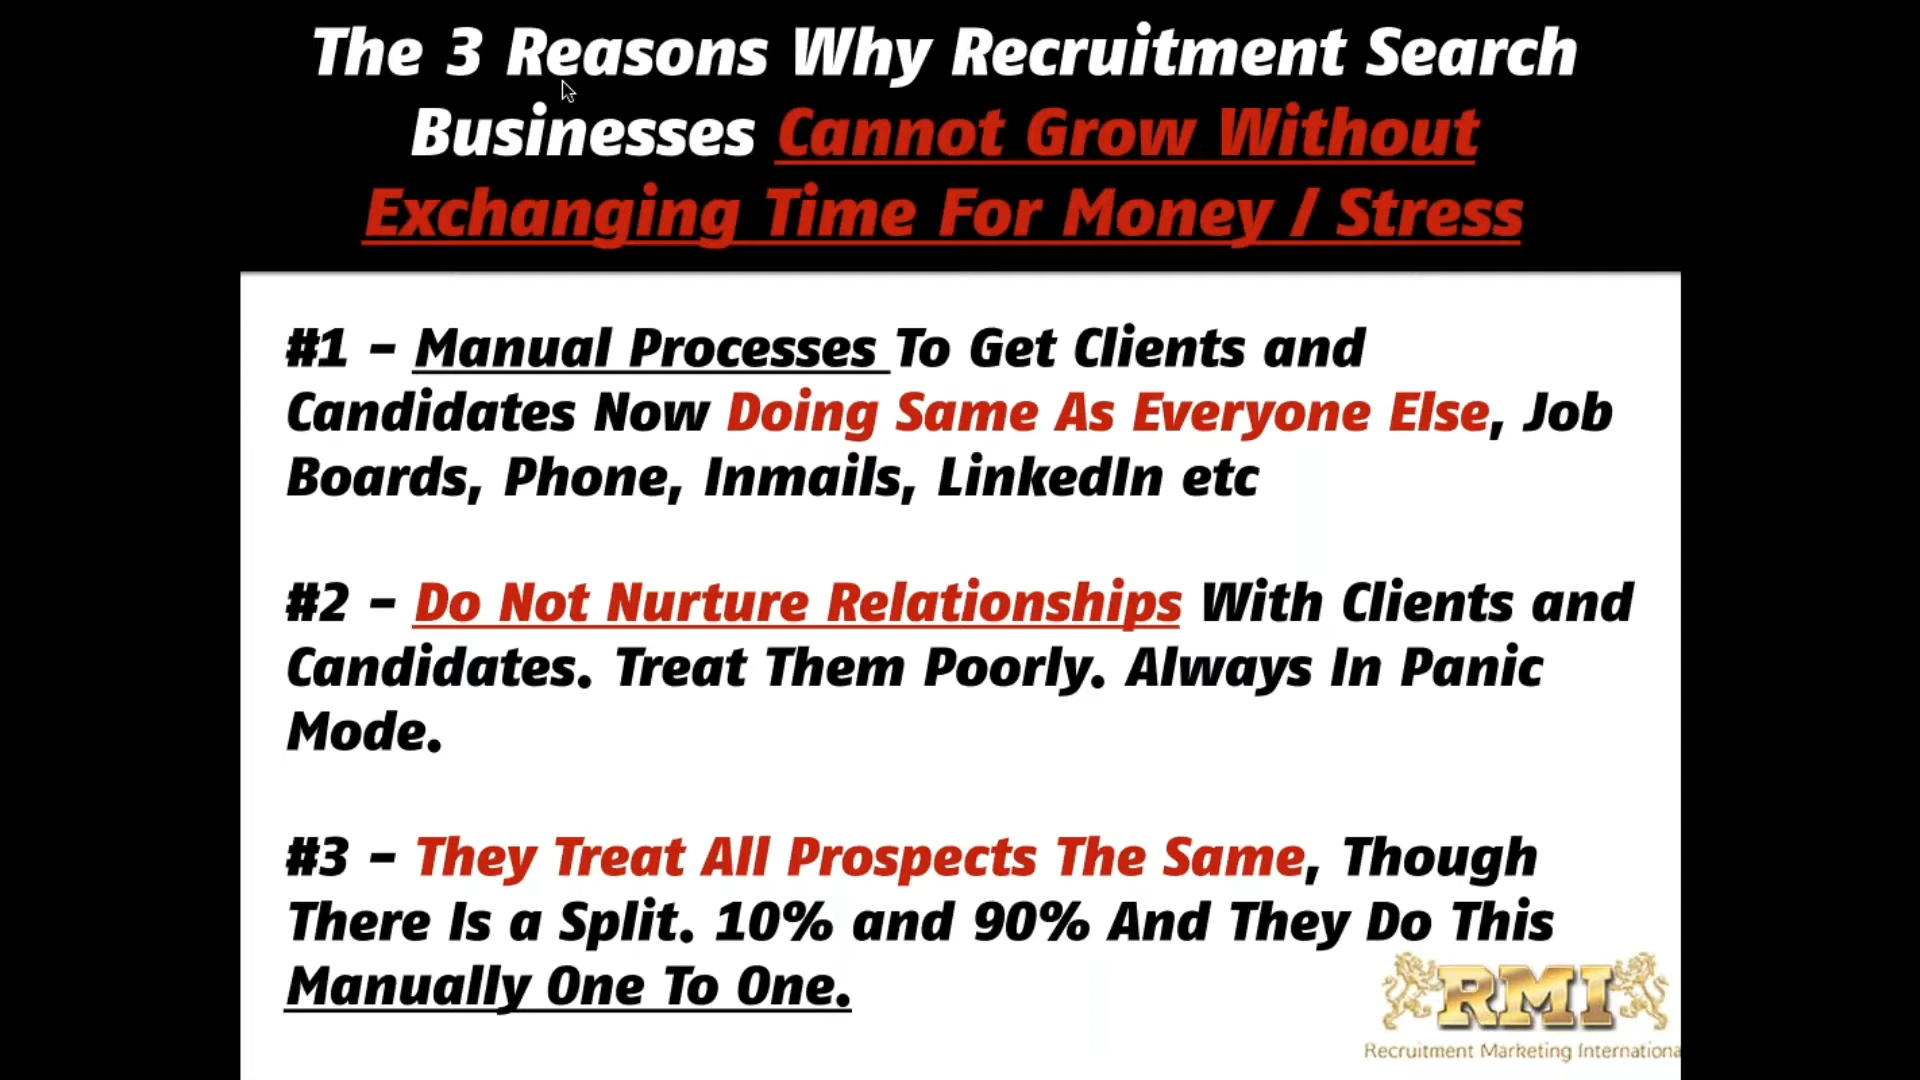 The 3 Reasons Why Recruitment Search
Businesses Cannot Grow Without
Exchanging Time For Money / Stress
#1 – Manual Processes To Get Clients and
Candidates Now Doing Same As Everyone Else, Job
Boards, Phone, Inmails, LinkedIn etc
#2 – Do Not Nurture Relationships With Clients and
Candidates. Treat Them Poorly. Always In Panic
Mode.
#3 – They Treat All Prospects The Same, Though
There Is a Split. 10% and 90% And They Do This
Manually One To One.
RMI
Recruitment Marketing Internationa